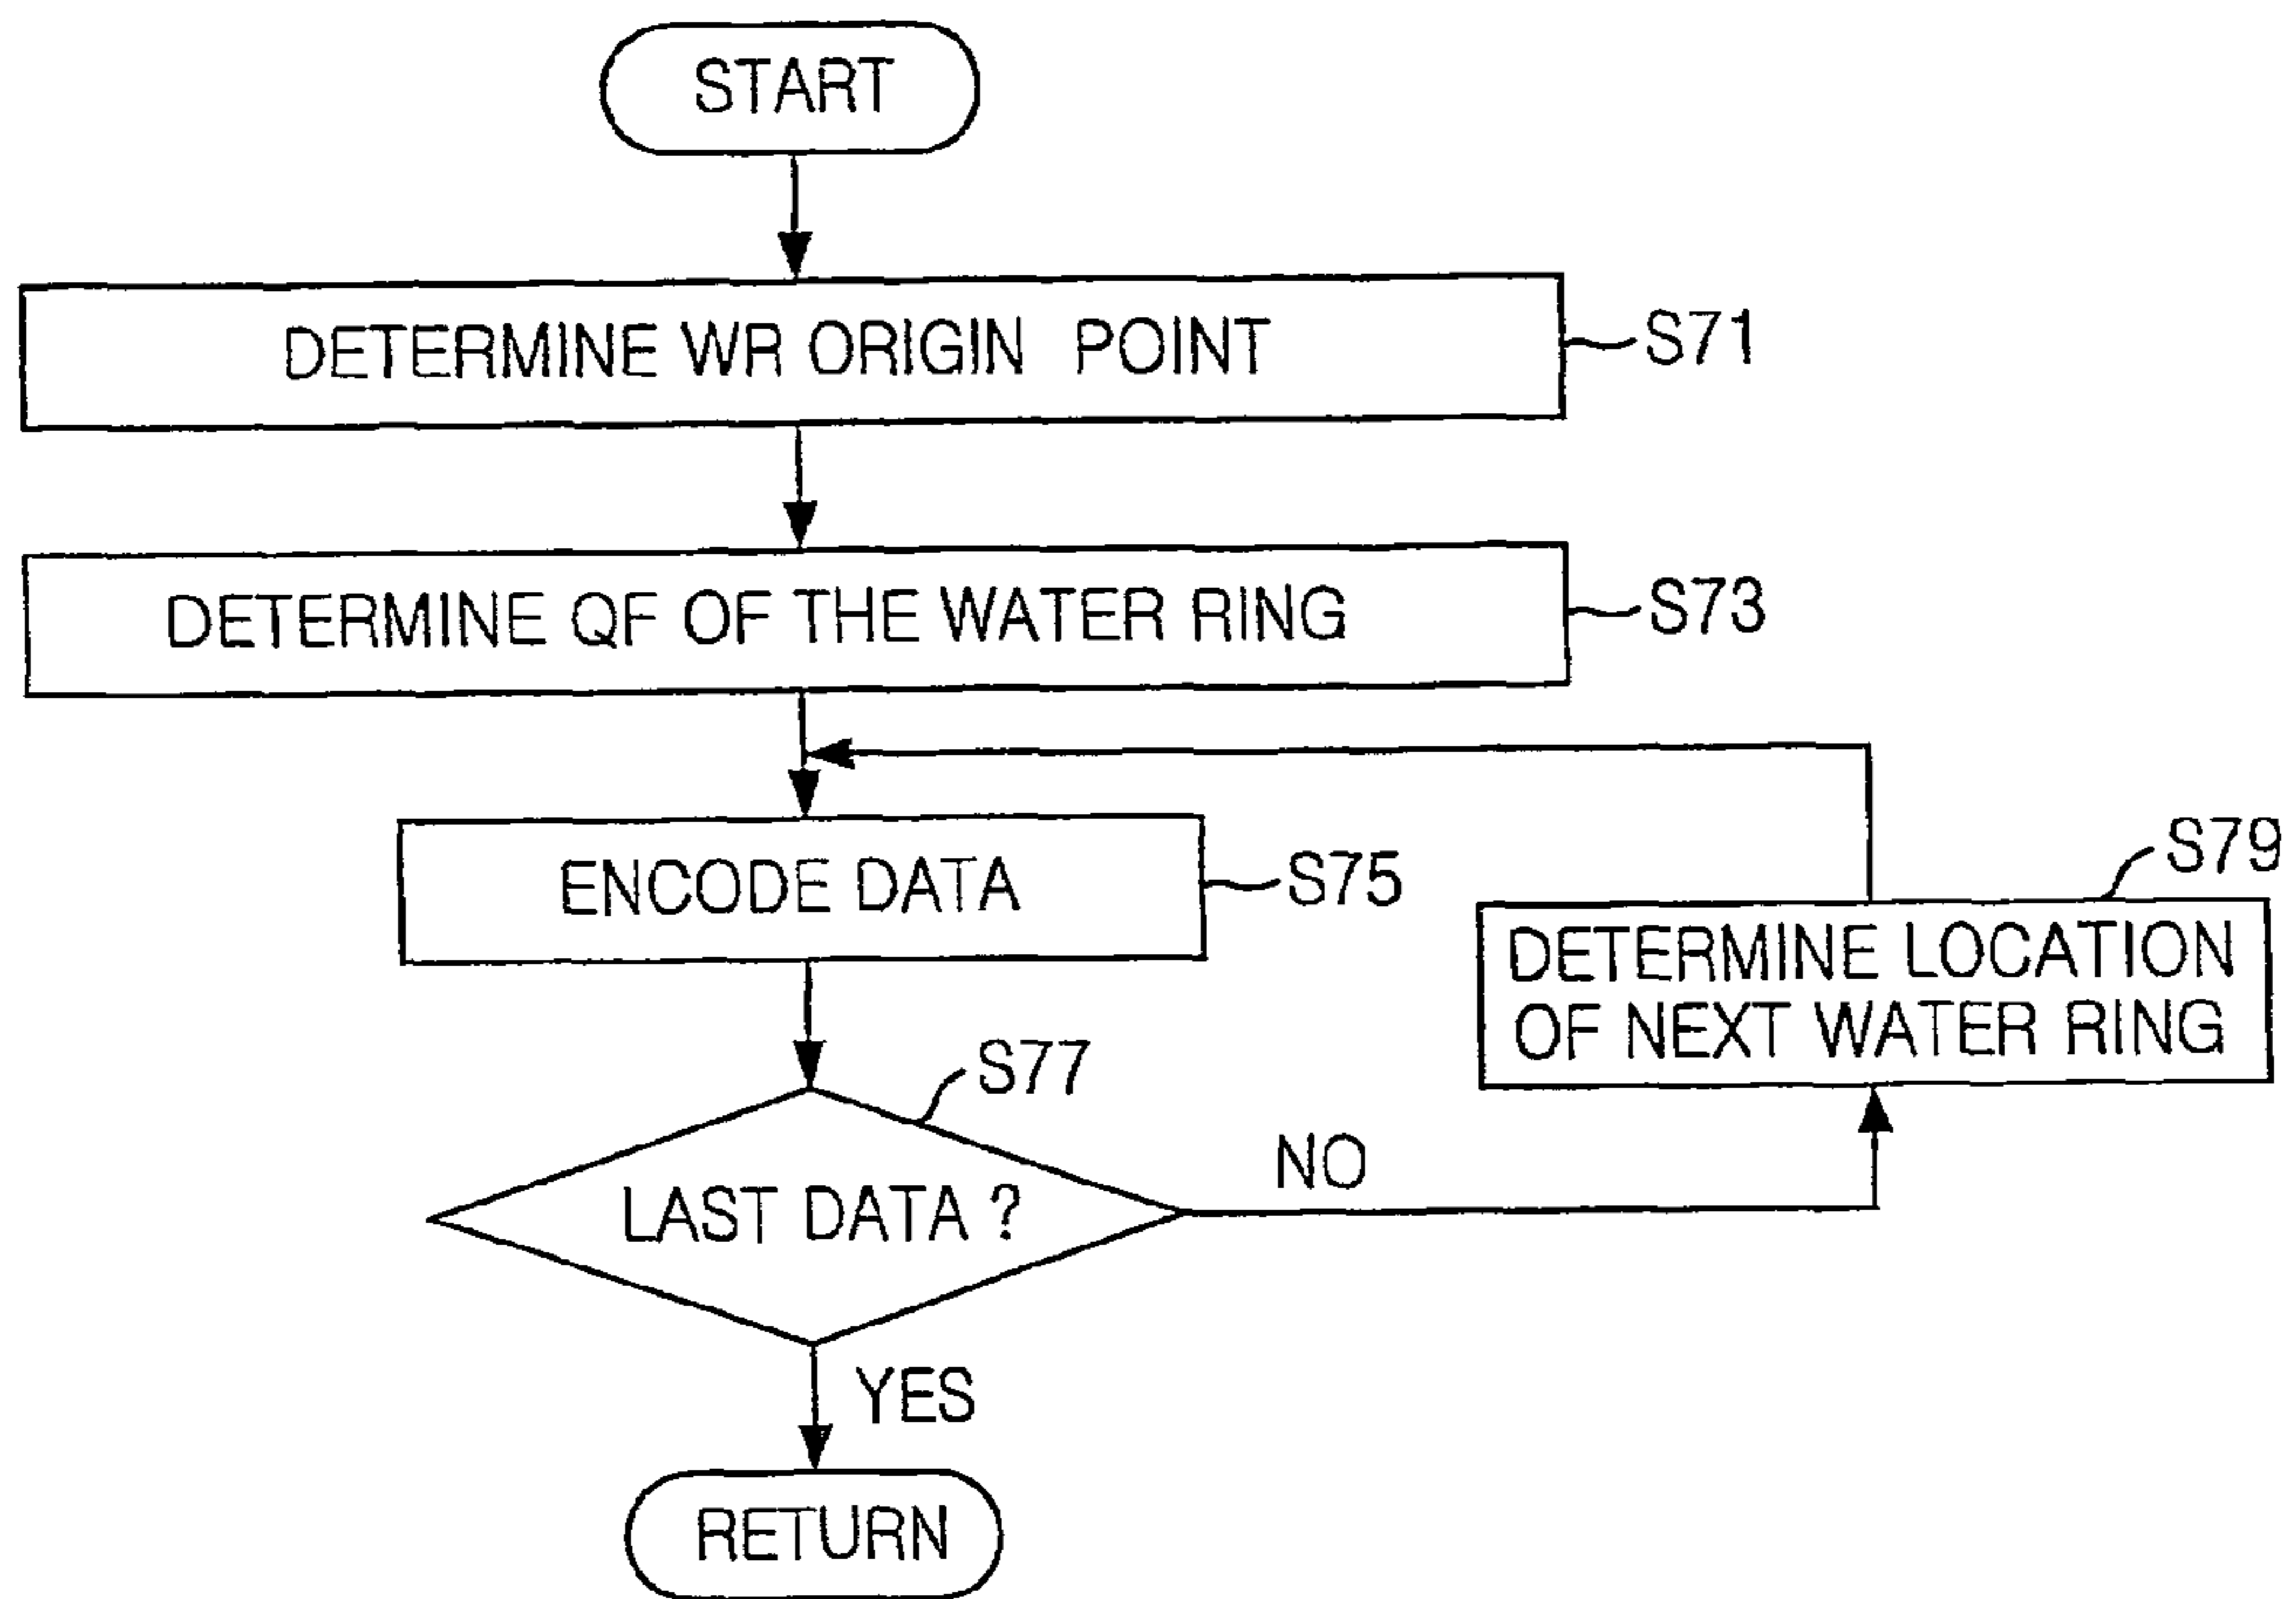 START
DETERMINE WR ORIGIN POINT
S71
DETERMINE QF OF THE WATER RING
S73
ENCODE DATA
S75
S79
DETERMINE LOCATION
OF NEXT WATER RING
S77
LAST DATA ?
NO
YES
RETURN